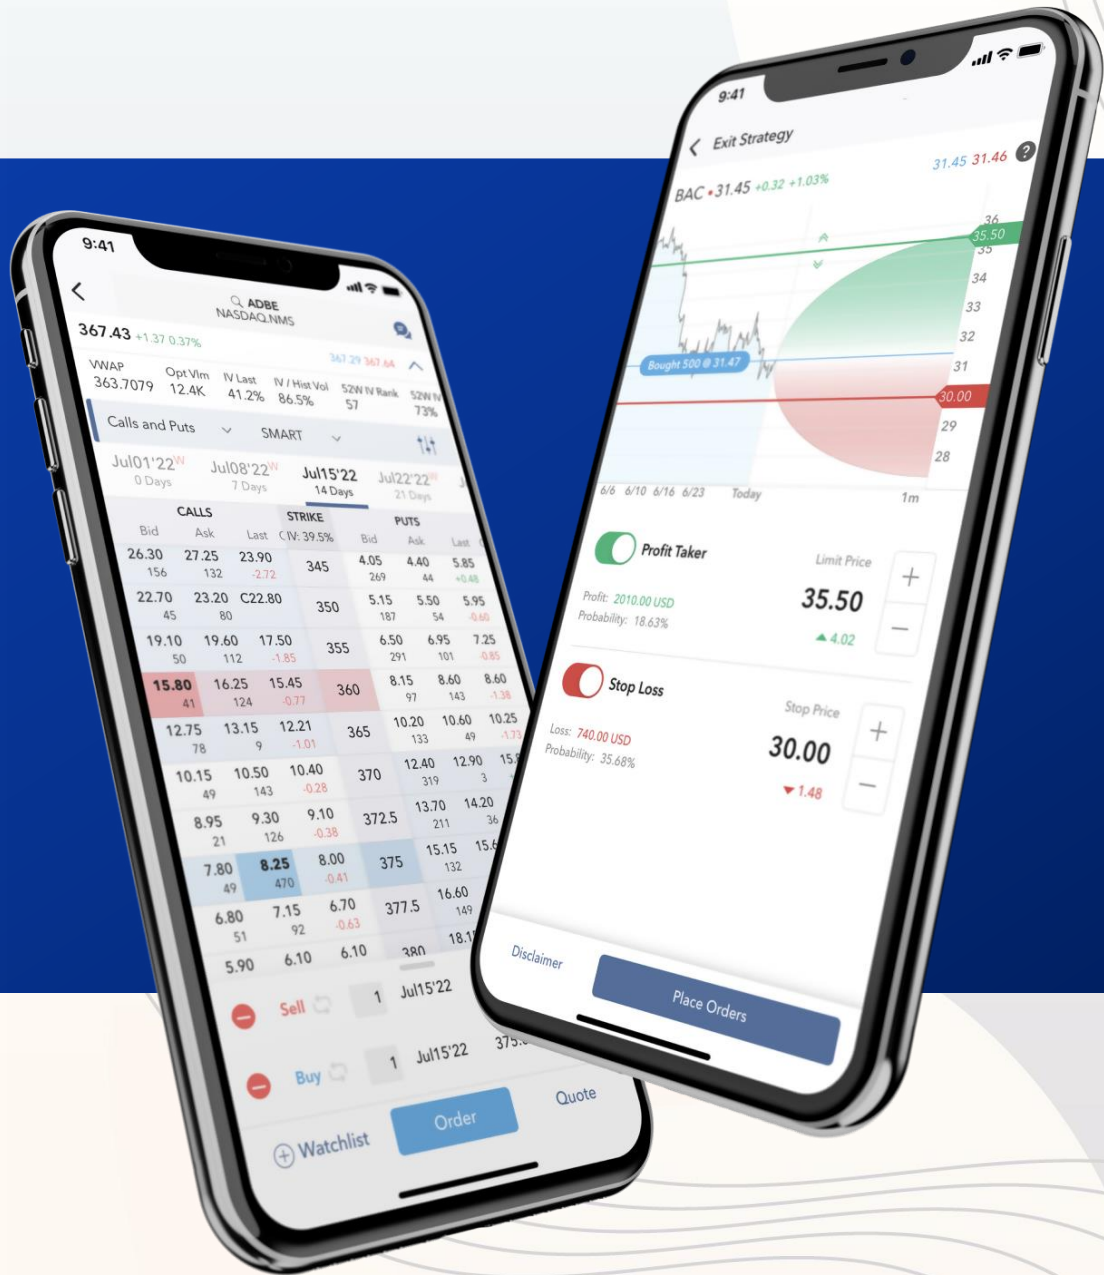 9:41
ADBE
NASDAQ.NMS
367.43 +1.37 0.37%
367.29 367.64
VWAP Opt Vlm IV Last IV / Hist Vol 52W IV Rank 52W IV
363.7079 12.4K 41.2% 86.5% 57 73%
Calls and Puts SMART
Jul01'22W Jul08'22W Jul15'22 Jul22'22W
0 Days 7 Days 14 Days 21 Days
CALLS STRIKE PUTS
Bid Ask Last IV: 39.5% Bid Ask Last
26.30 27.25 23.90 345 4.05 4.40 5.85
156 132 -2.72 269 44 +0.48
22.70 23.20 C22.80 350 5.15 5.50 5.95
45 80 187 54 -0.60
19.10 19.60 17.50 355 6.50 6.95 7.25
50 112 -1.85 291 101 -0.85
15.80 16.25 15.45 360 8.15 8.60 8.60
41 124 -0.77 97 143 -1.38
12.75 13.15 12.21 365 10.20 10.60 10.25
78 9 -1.01 133 49 -1.73
10.15 10.50 10.40 370 12.40 12.90
49 143 -0.28 319 3
8.95 9.30 9.10 372.5 13.70 14.20
21 126 -0.38 211 36
7.80 8.25 8.00 375 15.15
49 470 -0.41 132
6.80 7.15 6.70 377.5 16.60
51 92 -0.63 149
5.90 6.10 6.10 380
Sell 1 Jul15'22
Buy 1 Jul15'22
Watchlist Order Quote
9:41
Exit Strategy
BAC •31.45 +0.32 +1.03% 31.45 31.46 ?
36
35.50
35
34
33
32
Bought 500 @ 31.47
31
30.00
29
28
6/6 6/10 6/16 6/23 Today 1m
Profit Taker Limit Price +
35.50
Profit: 2010.00 USD
Probability: 18.63% ▲ 4.02 −
Stop Loss Stop Price +
30.00
Loss: 740.00 USD
Probability: 35.68% ▼ 1.48 −
Disclaimer Place Orders